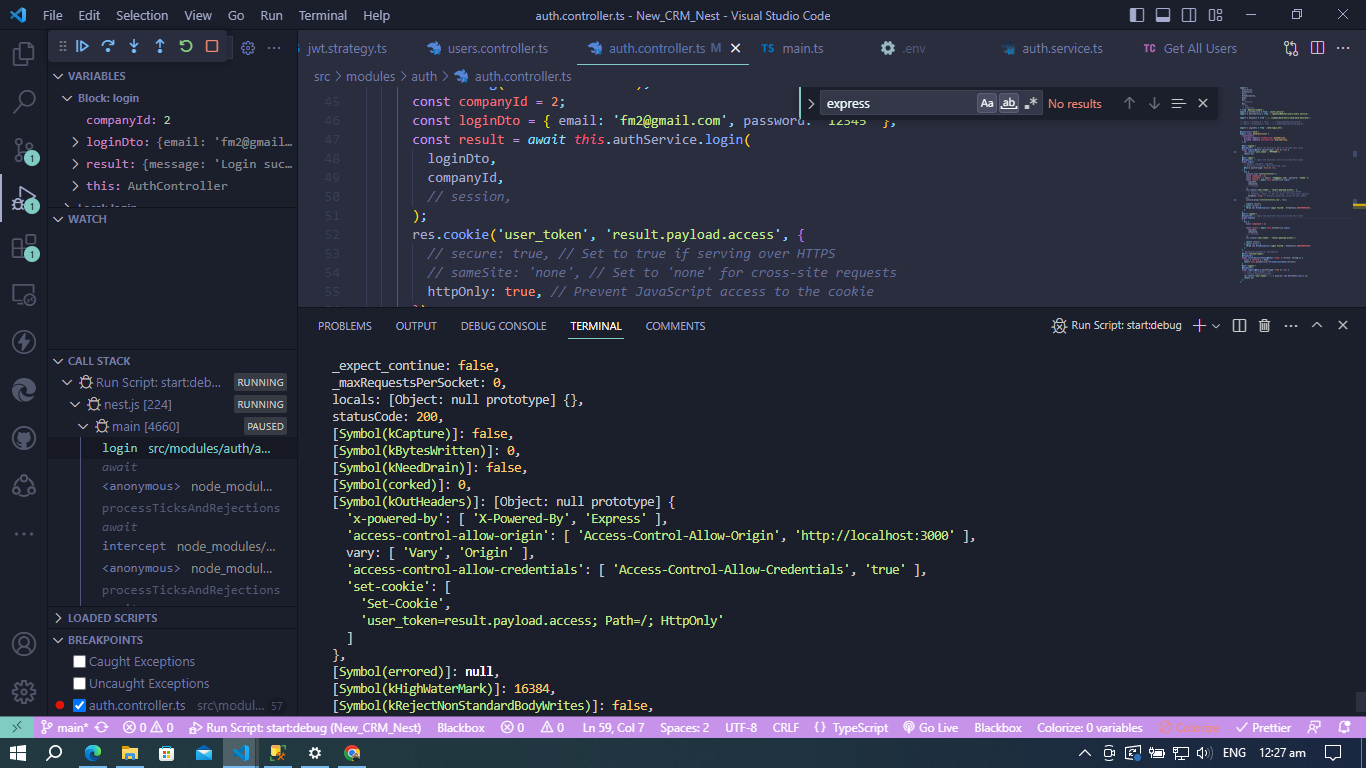 File Edit Selection View Go Run Terminal Help auth.controller.ts - New_CRM_Nest - Visual Studio Code
jwt.strategy.ts users.controller.ts auth.controller.ts M TS main.ts .env auth.service.ts TC Get All Users
src > modules > auth > auth.controller.ts
VARIABLES
Block: login
companyId: 2
loginDto: {email: 'fm2@gmail…
result: {message: 'Login suc…
this: AuthController
WATCH
CALL STACK
Run Script: start:deb... RUNNING
nest.js [224] RUNNING
main [4660] PAUSED
login src/modules/auth/a...
await
<anonymous> node_modul...
processTicksAndRejections
await
intercept node_modules/...
<anonymous> node_modul...
processTicksAndRejections
LOADED SCRIPTS
BREAKPOINTS
Caught Exceptions
Uncaught Exceptions
auth.controller.ts src\modul... 57
express Aa ab No results
45
46 const companyId = 2;
47 const loginDto = { email: 'fm2@gmail.com', password: '12345' };
const result = await this.authService.login(
48 loginDto,
49 companyId,
50 // session,
51 );
52 res.cookie('user_token', 'result.payload.access', {
53 // secure: true, // Set to true if serving over HTTPS
54 // sameSite: 'none', // Set to 'none' for cross-site requests
55 httpOnly: true, // Prevent JavaScript access to the cookie
PROBLEMS OUTPUT DEBUG CONSOLE TERMINAL COMMENTS Run Script: start:debug
_expect_continue: false,
_maxRequestsPerSocket: 0,
locals: [Object: null prototype] {},
statusCode: 200,
[Symbol(kCapture)]: false,
[Symbol(kBytesWritten)]: 0,
[Symbol(kNeedDrain)]: false,
[Symbol(corked)]: 0,
[Symbol(kOutHeaders)]: [Object: null prototype] {
'x-powered-by': [ 'X-Powered-By', 'Express' ],
'access-control-allow-origin': [ 'Access-Control-Allow-Origin', 'http://localhost:3000' ],
vary: [ 'Vary', 'Origin' ],
'access-control-allow-credentials': [ 'Access-Control-Allow-Credentials', 'true' ],
'set-cookie': [
'Set-Cookie',
'user_token=result.payload.access; Path=/; HttpOnly'
]
},
[Symbol(errored)]: null,
[Symbol(kHighWaterMark)]: 16384,
[Symbol(kRejectNonStandardBodyWrites)]: false,
main* 0 0 Run Script: start:debug (New_CRM_Nest) Blackbox 0 0 Ln 59, Col 7 Spaces: 2 UTF-8 CRLF { } TypeScript Go Live Blackbox Colorize: 0 variables Colorize Prettier
ENG 12:27 am